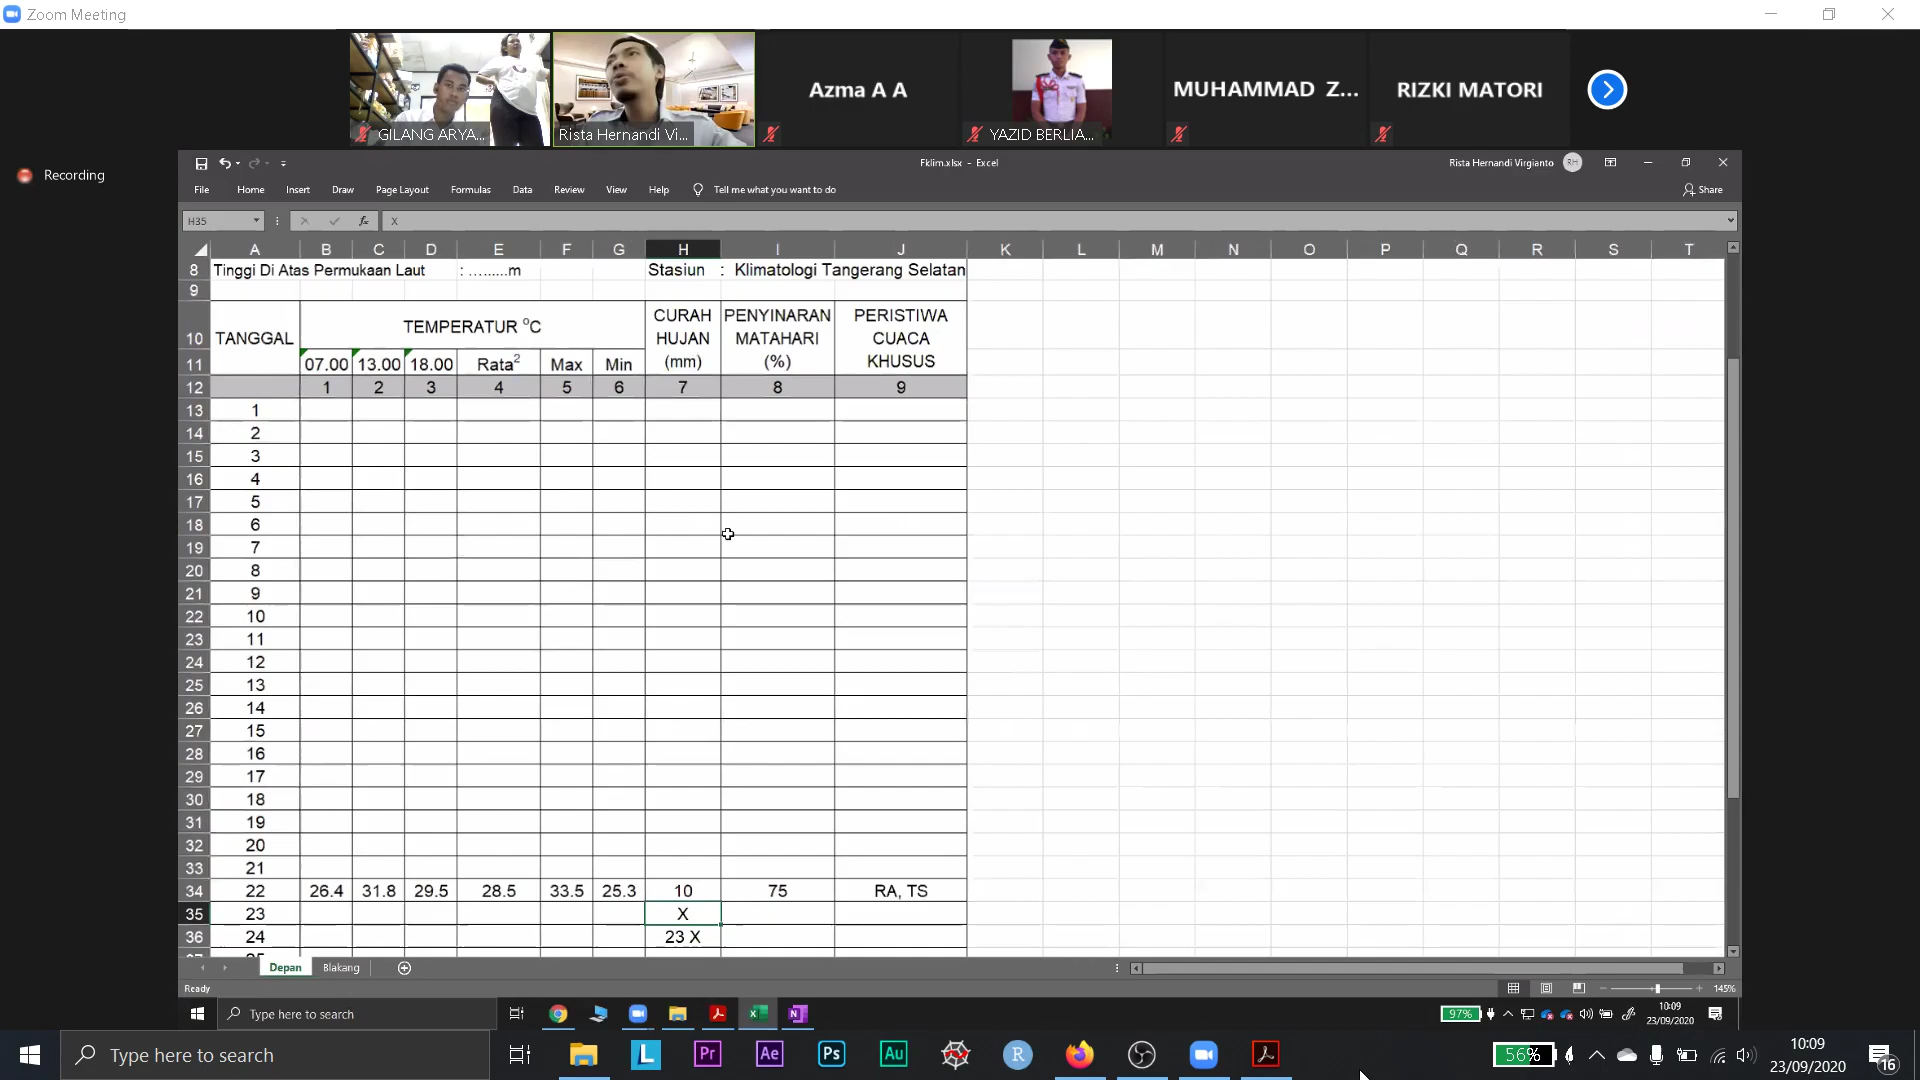 Zoom Meeting
GILANG ARYA...
Rista Hernandi Vi...
Azma A A
YAZID BERLIA...
MUHAMMAD Z...
RIZKI MATORI
Recording
Fklim.xlsx - Excel
Rista Hernandi Virgianto
RH
File Home Insert Draw Page Layout Formulas Data Review View Help Tell me what you want to do
Share
H35
fx
X
A B C D E F G H I J K L M N O P Q R S T
8 Tinggi Di Atas Permukaan Laut : ........m Stasiun : Klimatologi Tangerang Selatan
9
10 TANGGAL TEMPERATUR °C CURAH HUJAN (mm) PENYINARAN MATAHARI (%) PERISTIWA CUACA KHUSUS
11 07.00 13.00 18.00 Rata² Max Min
12 1 2 3 4 5 6 7 8 9
13 1
14 2
15 3
16 4
17 5
18 6
19 7
20 8
21 9
22 10
23 11
24 12
25 13
26 14
27 15
28 16
29 17
30 18
31 19
32 20
33 21
34 22 26.4 31.8 29.5 28.5 33.5 25.3 10 75 RA, TS
35 23 X
36 24 23 X
Depan Blakang
Ready
145%
Type here to search
97%
10:09
23/09/2020
Type here to search
L
Pr
Ae
Ps
Au
R
56%
10:09
23/09/2020
16